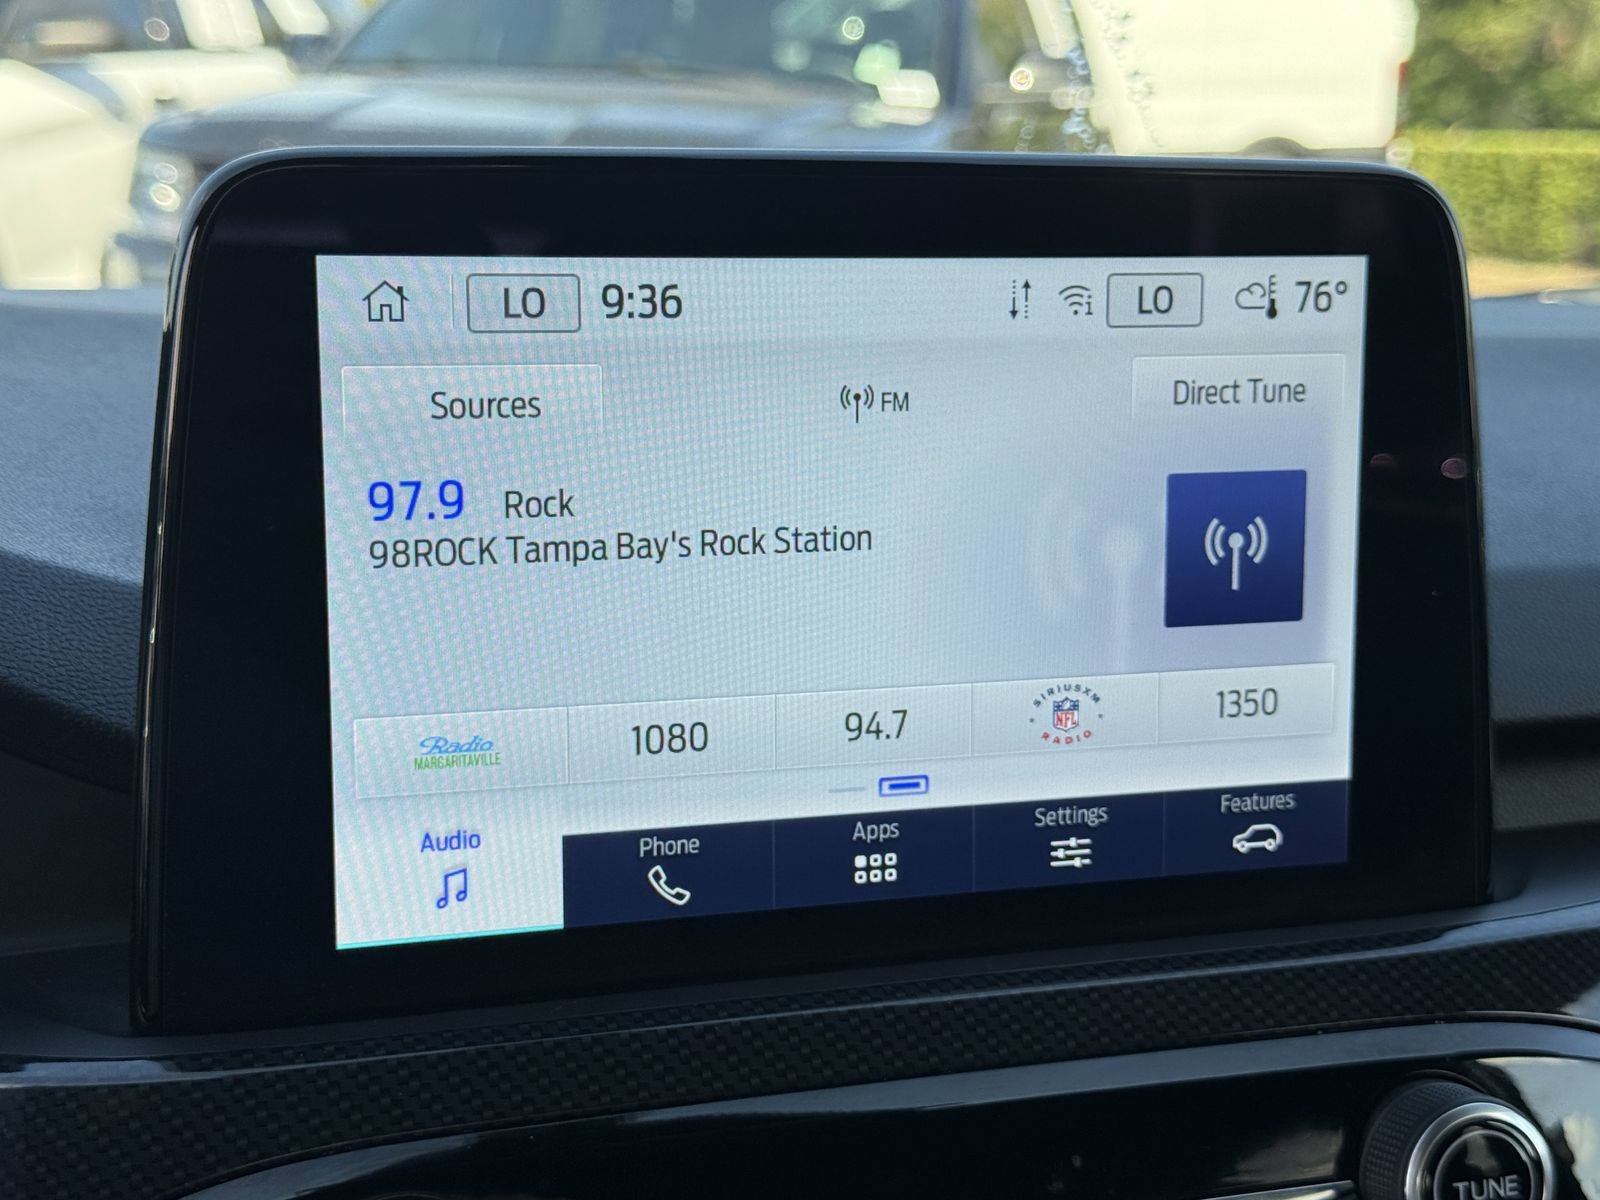 LO 9:36 LO 76°
Sources FM Direct Tune
97.9 Rock
98ROCK Tampa Bay's Rock Station
Radio
MARGARITAVILLE
1080
94.7
SIRIUSXM
NFL
RADIO
1350
Audio
Phone
Apps
Settings
Features
TUNE